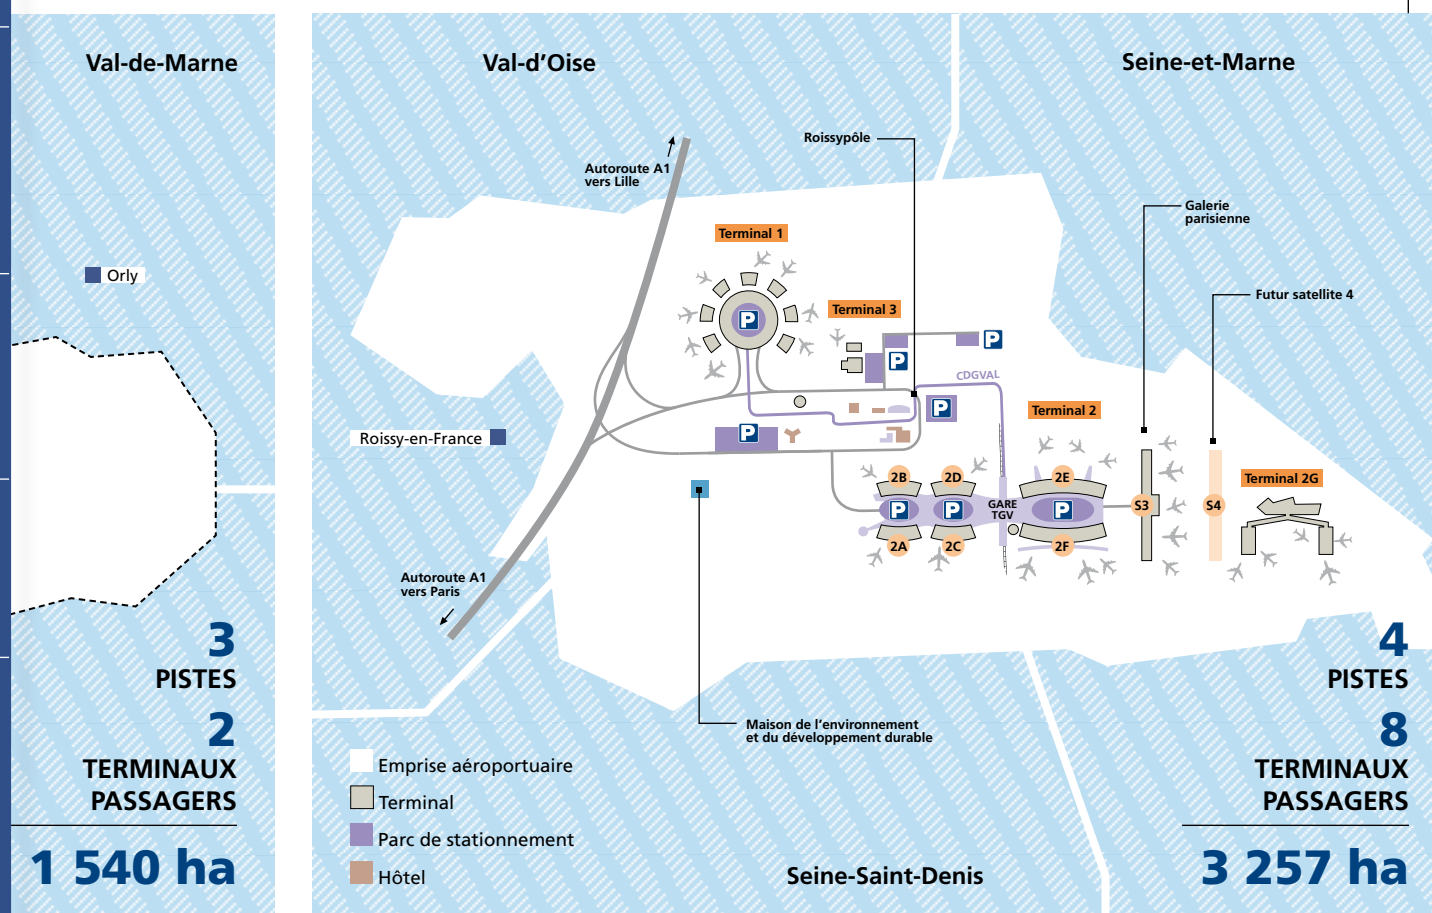 Val-de-Marne
Orly
3
PISTES
2
TERMINAUX
PASSAGERS
1 540 ha
Val-d'Oise
Seine-et-Marne
Roissypôle
Autoroute A1
vers Lille
Galerie
parisienne
Terminal 1
Futur satellite 4
Terminal 3
P
P
P
CDGVAL
P
Terminal 2
Roissy-en-France
P
2B
2D
2E
Terminal 2G
P
P
GARE
TGV
P
S3
S4
2A
2C
2F
Autoroute A1
vers Paris
4
PISTES
8
TERMINAUX
PASSAGERS
3 257 ha
Maison de l'environnement
et du développement durable
Emprise aéroportuaire
Terminal
Parc de stationnement
Hôtel
Seine-Saint-Denis